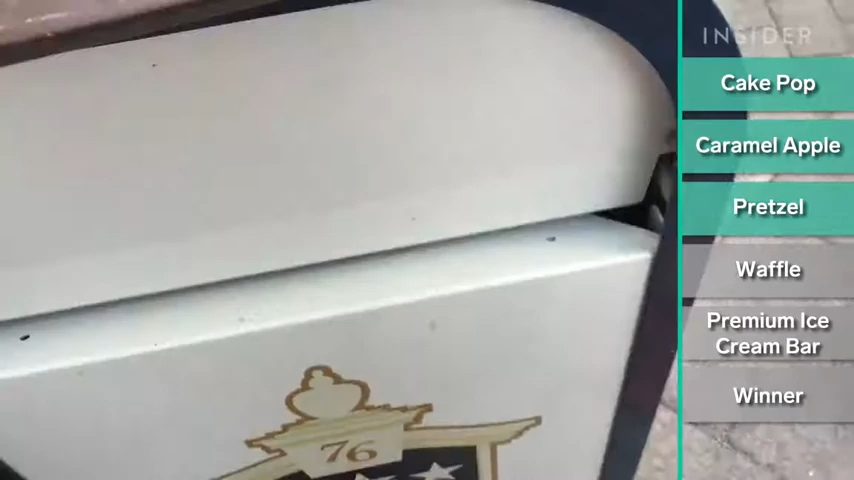 INSIDER
Cake Pop
Caramel Apple
Pretzel
Waffle
Premium Ice
Cream Bar
Winner
76